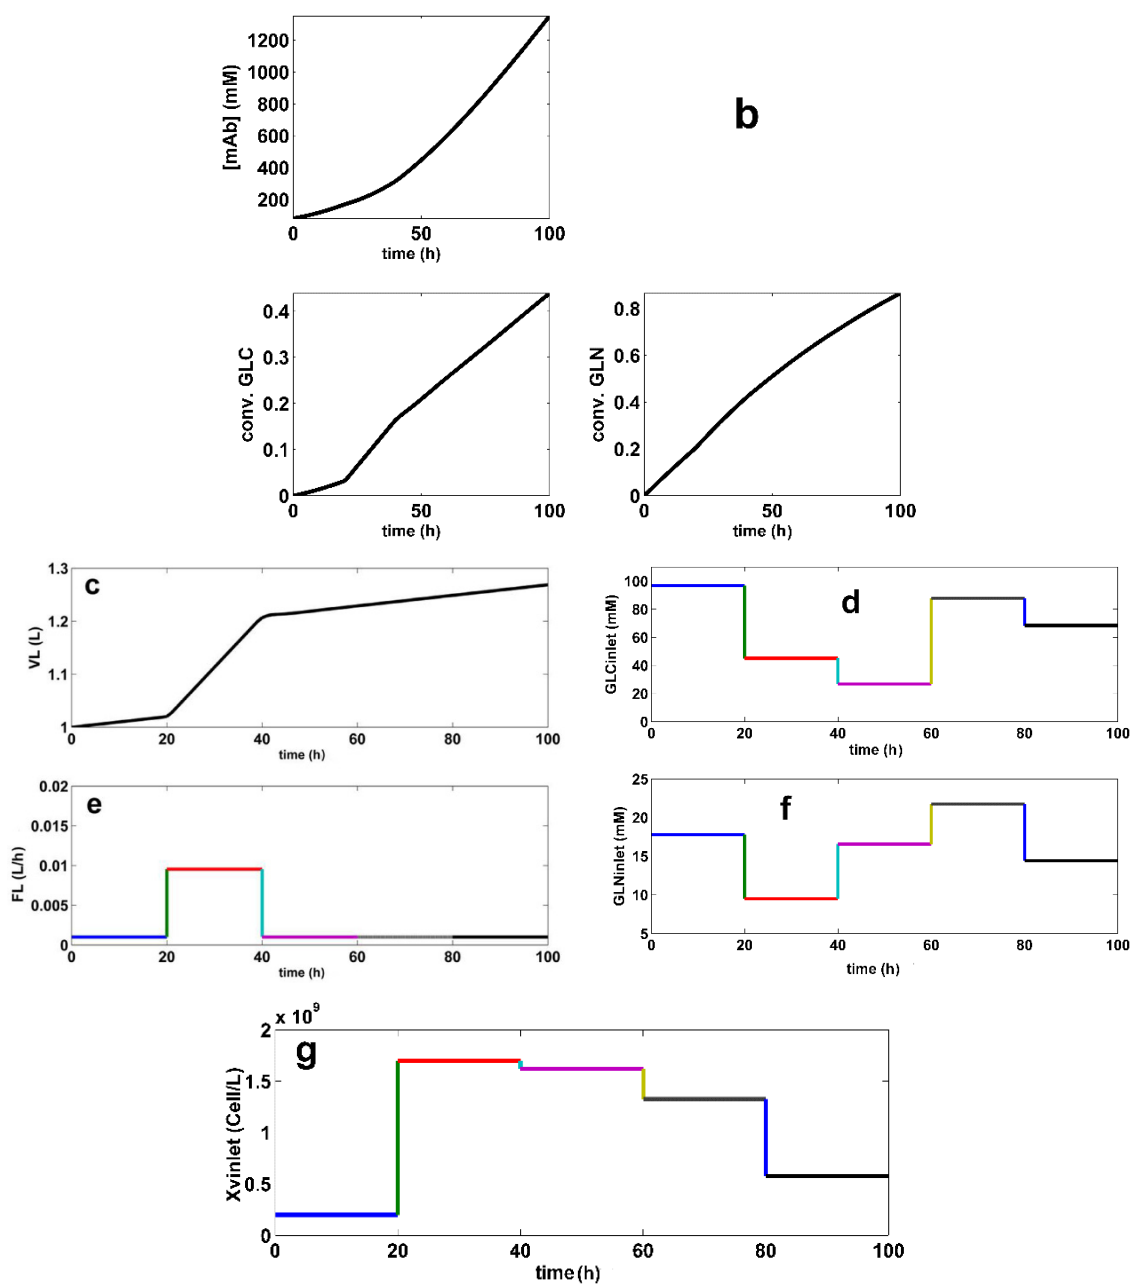 [mAb] (mM)
1200
1000
800
600
400
200
0 50 100
time (h)
b
conv. GLC
0.4
0.3
0.2
0.1
0
0 50 100
time (h)
conv. GLN
0.8
0.6
0.4
0.2
0
0 50 100
time (h)
c
VL (L)
1.3
1.2
1.1
1
0 20 40 60 80 100
time (h)
d
GLCinlet (mM)
100
80
60
40
20
0
0 20 40 60 80 100
time (h)
e
FL (L/h)
0.02
0.015
0.01
0.005
0
0 20 40 60 80 100
time (h)
f
GLNinlet (mM)
25
20
15
10
5
0 20 40 60 80 100
time (h)
g
x 10^9
Xvinlet (Cell/L)
2
1.5
1
0.5
0
0 20 40 60 80 100
time (h)